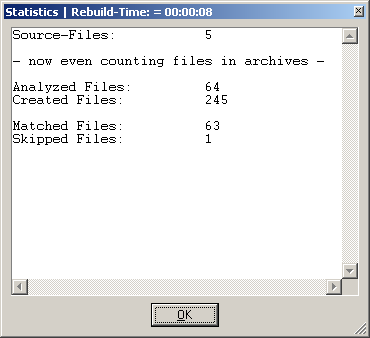 Statistics | Rebuild-Time: = 00:00:08
Source-Files: 5
- now even counting files in archives -
Analyzed Files: 64
Created Files: 245
Matched Files: 63
Skipped Files: 1
OK